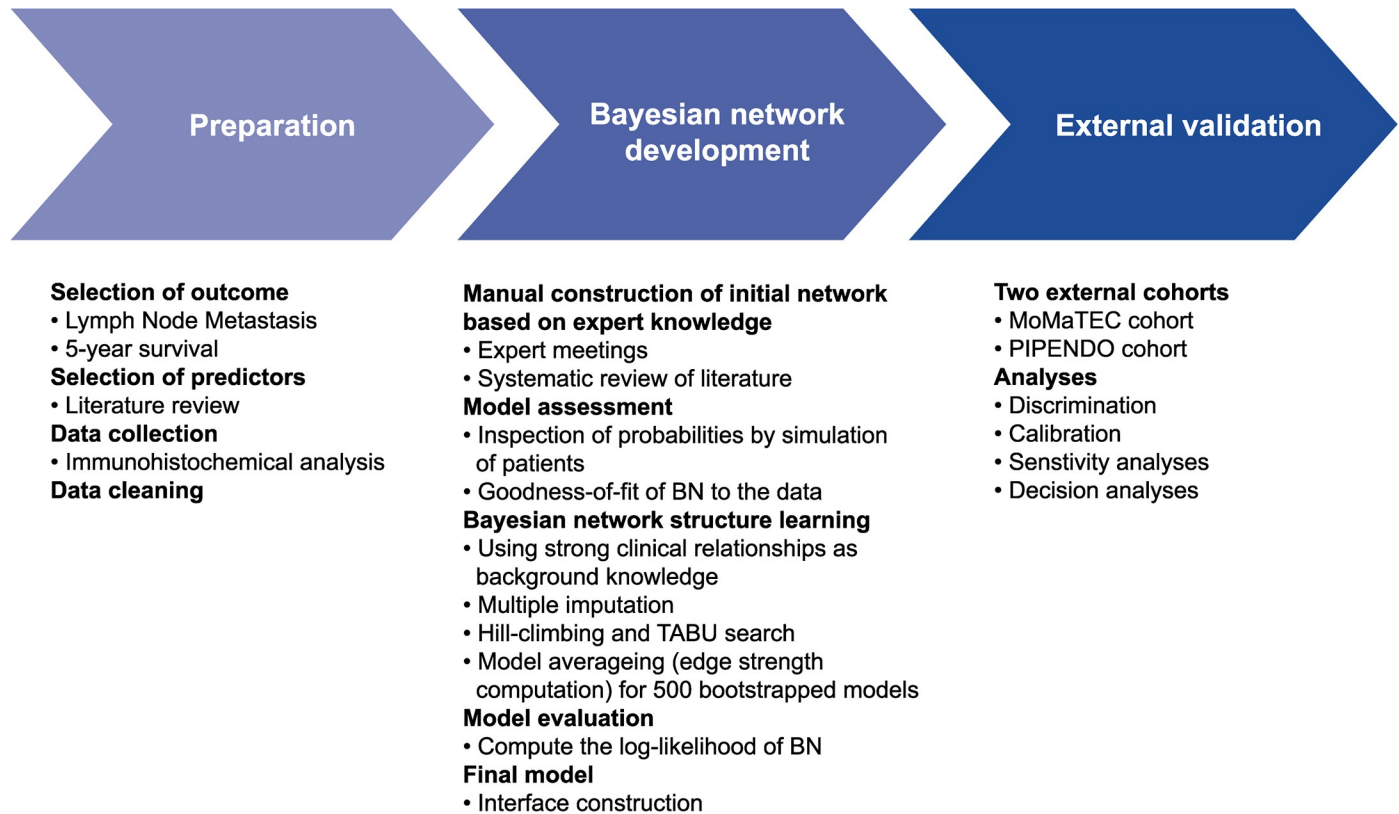 Preparation
Bayesian network
development
External validation
Selection of outcome
• Lymph Node Metastasis
• 5-year survival
Selection of predictors
• Literature review
Data collection
• Immunohistochemical analysis
Data cleaning
Manual construction of initial network
based on expert knowledge
• Expert meetings
• Systematic review of literature
Model assessment
• Inspection of probabilities by simulation
of patients
• Goodness-of-fit of BN to the data
Bayesian network structure learning
• Using strong clinical relationships as
background knowledge
• Multiple imputation
• Hill-climbing and TABU search
• Model averageing (edge strength
computation) for 500 bootstrapped models
Model evaluation
• Compute the log-likelihood of BN
Final model
• Interface construction
Two external cohorts
• MoMaTEC cohort
• PIPENDO cohort
Analyses
• Discrimination
• Calibration
• Senstivity analyses
• Decision analyses